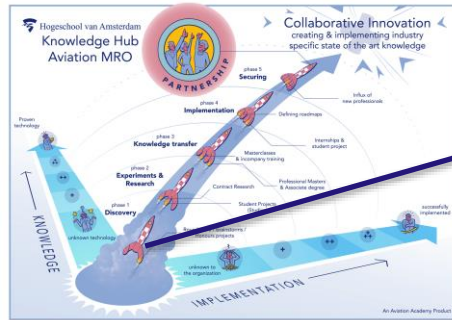 Hogeschool van Amsterdam
Knowledge Hub
Aviation MRO
PARTNERSHIP
Collaborative Innovation
creating & implementing industry
specific state of the art knowledge
phase 5
Securing
Influx of
new professionals
phase 4
Implementation
Defining roadmaps
Proven
technology
phase 3
Knowledge transfer
Internships &
student project
Masterclasses
& incompany training
phase 2
Experiments &
Research
Professional Masters
& Associate degree
Contract Research
phase 1
Discovery
Student Projects
unknown technology
KNOWLEDGE
unknown to
the organization
successfully
implemented
IMPLEMENTATION
An Aviation Academy Product